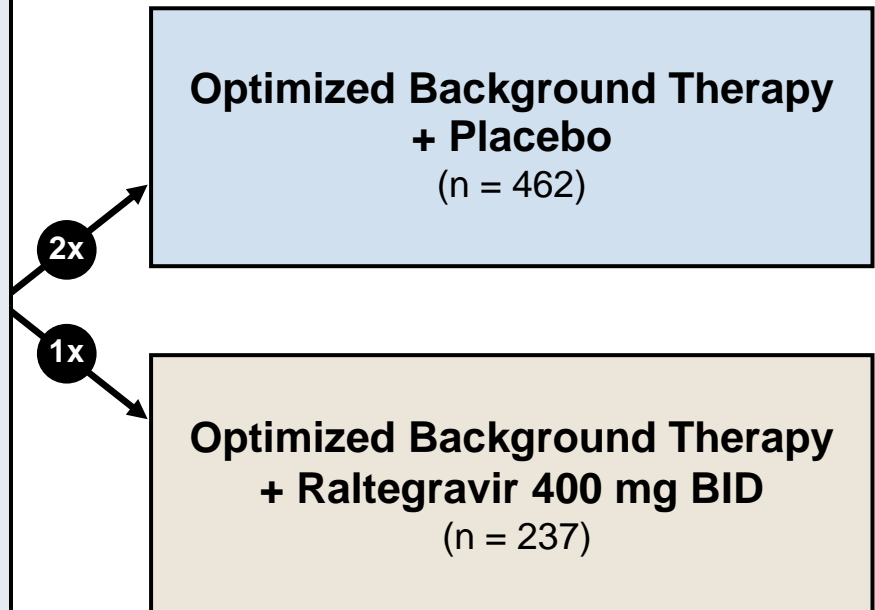 Optimized Background Therapy
+ Placebo
(n = 462)
2x
1x
Optimized Background Therapy
+ Raltegravir 400 mg BID
(n = 237)